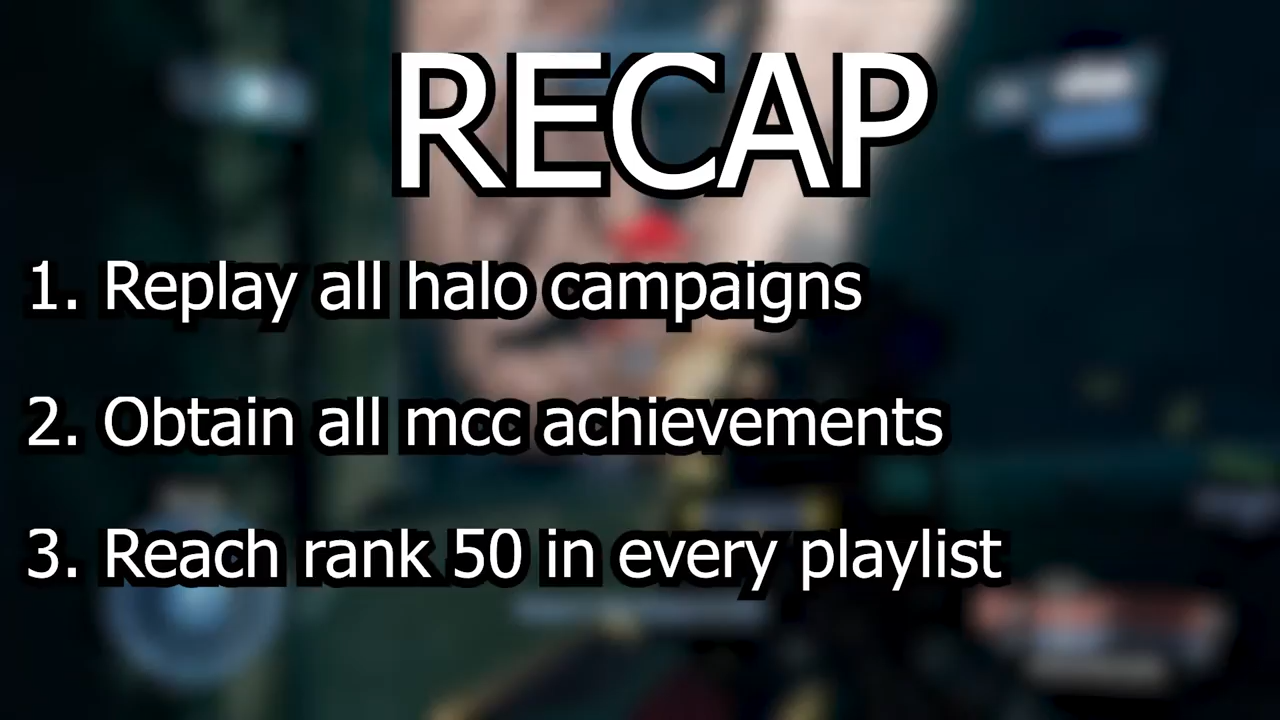 RECAP
1. Replay all halo campaigns
2. Obtain all mcc achievements
3. Reach rank 50 in every playlist